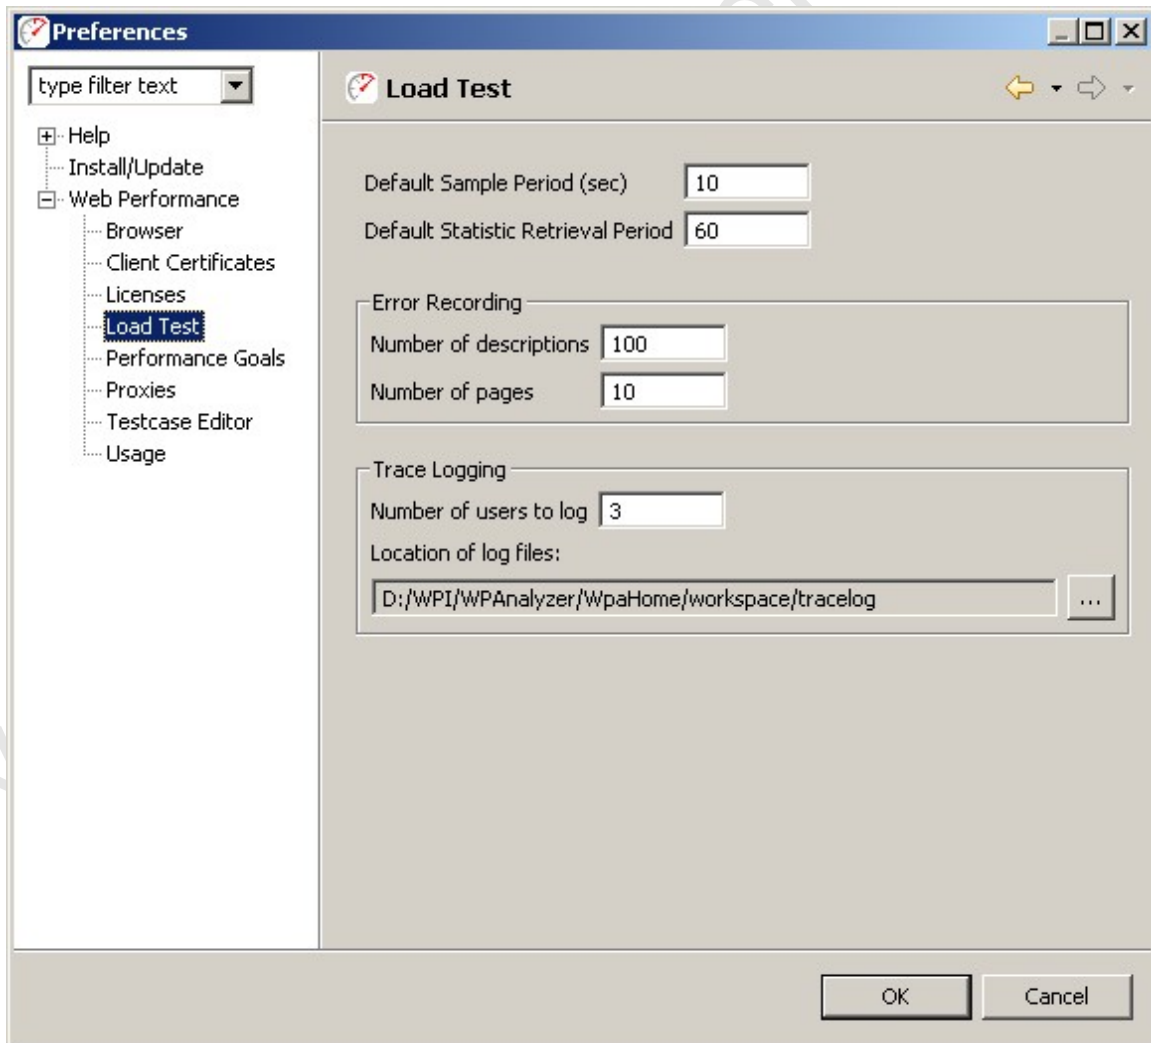 Preferences
type filter text
Load Test
Help
Install/Update
Web Performance
Browser
Client Certificates
Licenses
Load Test
Performance Goals
Proxies
Testcase Editor
Usage
Default Sample Period (sec) 10
Default Statistic Retrieval Period 60
Error Recording
Number of descriptions 100
Number of pages 10
Trace Logging
Number of users to log 3
Location of log files:
D:/WPI/WPAnalyzer/WpaHome/workspace/tracelog ...
OK Cancel